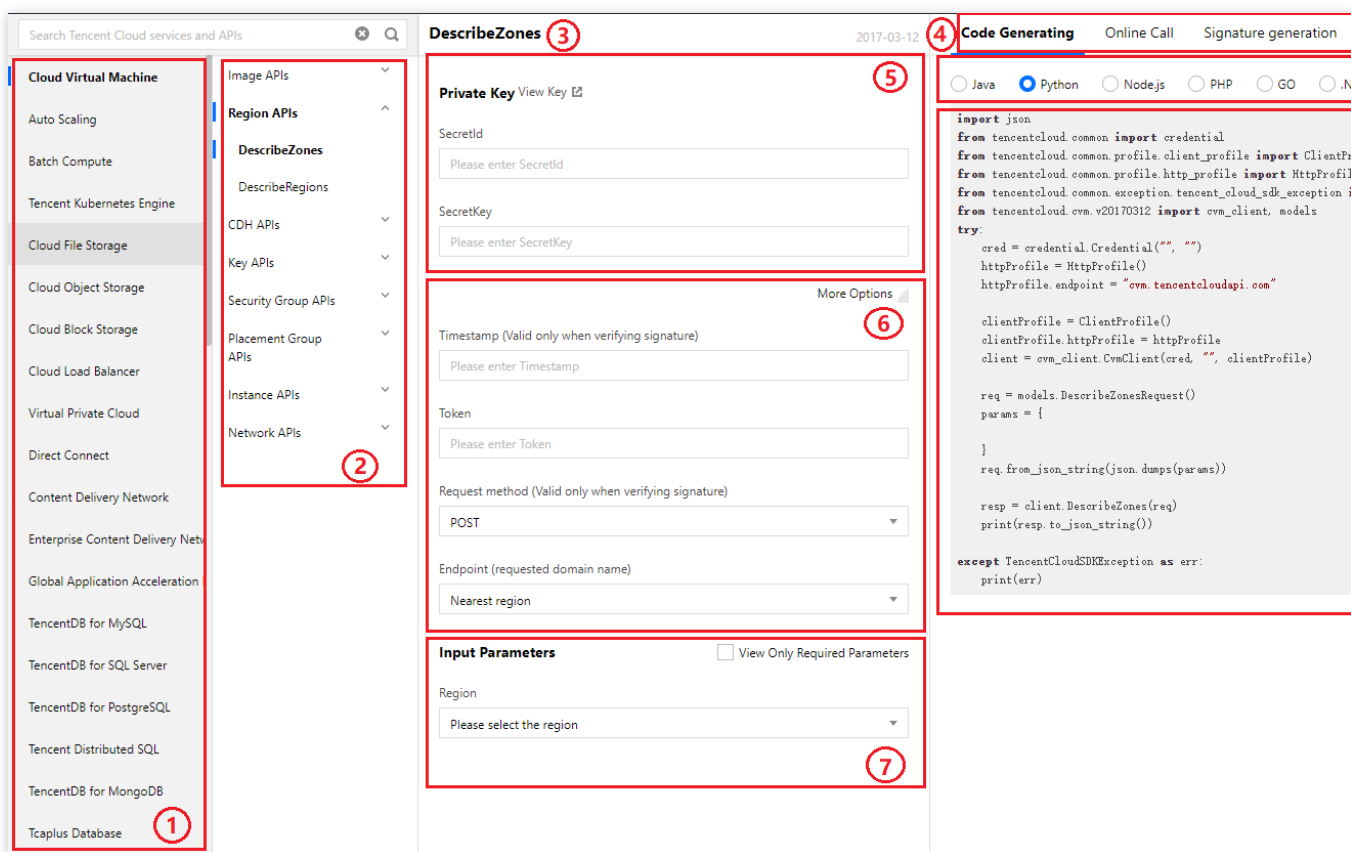 Search Tencent Cloud services and APIs
Cloud Virtual Machine
Auto Scaling
Batch Compute
Tencent Kubernetes Engine
Cloud File Storage
Cloud Object Storage
Cloud Block Storage
Cloud Load Balancer
Virtual Private Cloud
Direct Connect
Content Delivery Network
Enterprise Content Delivery Netw
Global Application Acceleration
TencentDB for MySQL
TencentDB for SQL Server
TencentDB for PostgreSQL
Tencent Distributed SQL
TencentDB for MongoDB
Tcaplus Database
1
Image APIs
Region APIs
DescribeZones
DescribeRegions
CDH APIs
Key APIs
Security Group APIs
Placement Group
APIs
Instance APIs
Network APIs
2
DescribeZones 3 2017-03-12
5
Private Key View Key
SecretId
Please enter SecretId
SecretKey
Please enter SecretKey
More Options
6
Timestamp (Valid only when verifying signature)
Please enter Timestamp
Token
Please enter Token
Request method (Valid only when verifying signature)
POST
Endpoint (requested domain name)
Nearest region
Input Parameters View Only Required Parameters
Region
Please select the region
7
4 Code Generating Online Call Signature generation
Java Python Node.js PHP GO .N
import json
from tencentcloud.common import credential
from tencentcloud.common.profile.client_profile import ClientPr
from tencentcloud.common.profile.http_profile import HttpProfil
from tencentcloud.common.exception.tencent_cloud_sdk_exception i
from tencentcloud.cvm.v20170312 import cvm_client, models
try:
cred = credential.Credential("", "")
httpProfile = HttpProfile()
httpProfile.endpoint = "cvm.tencentcloudapi.com"
clientProfile = ClientProfile()
clientProfile.httpProfile = httpProfile
client = cvm_client.CvmClient(cred, "", clientProfile)
req = models.DescribeZonesRequest()
params = {
}
req.from_json_string(json.dumps(params))
resp = client.DescribeZones(req)
print(resp.to_json_string())
except TencentCloudSDKException as err:
print(err)